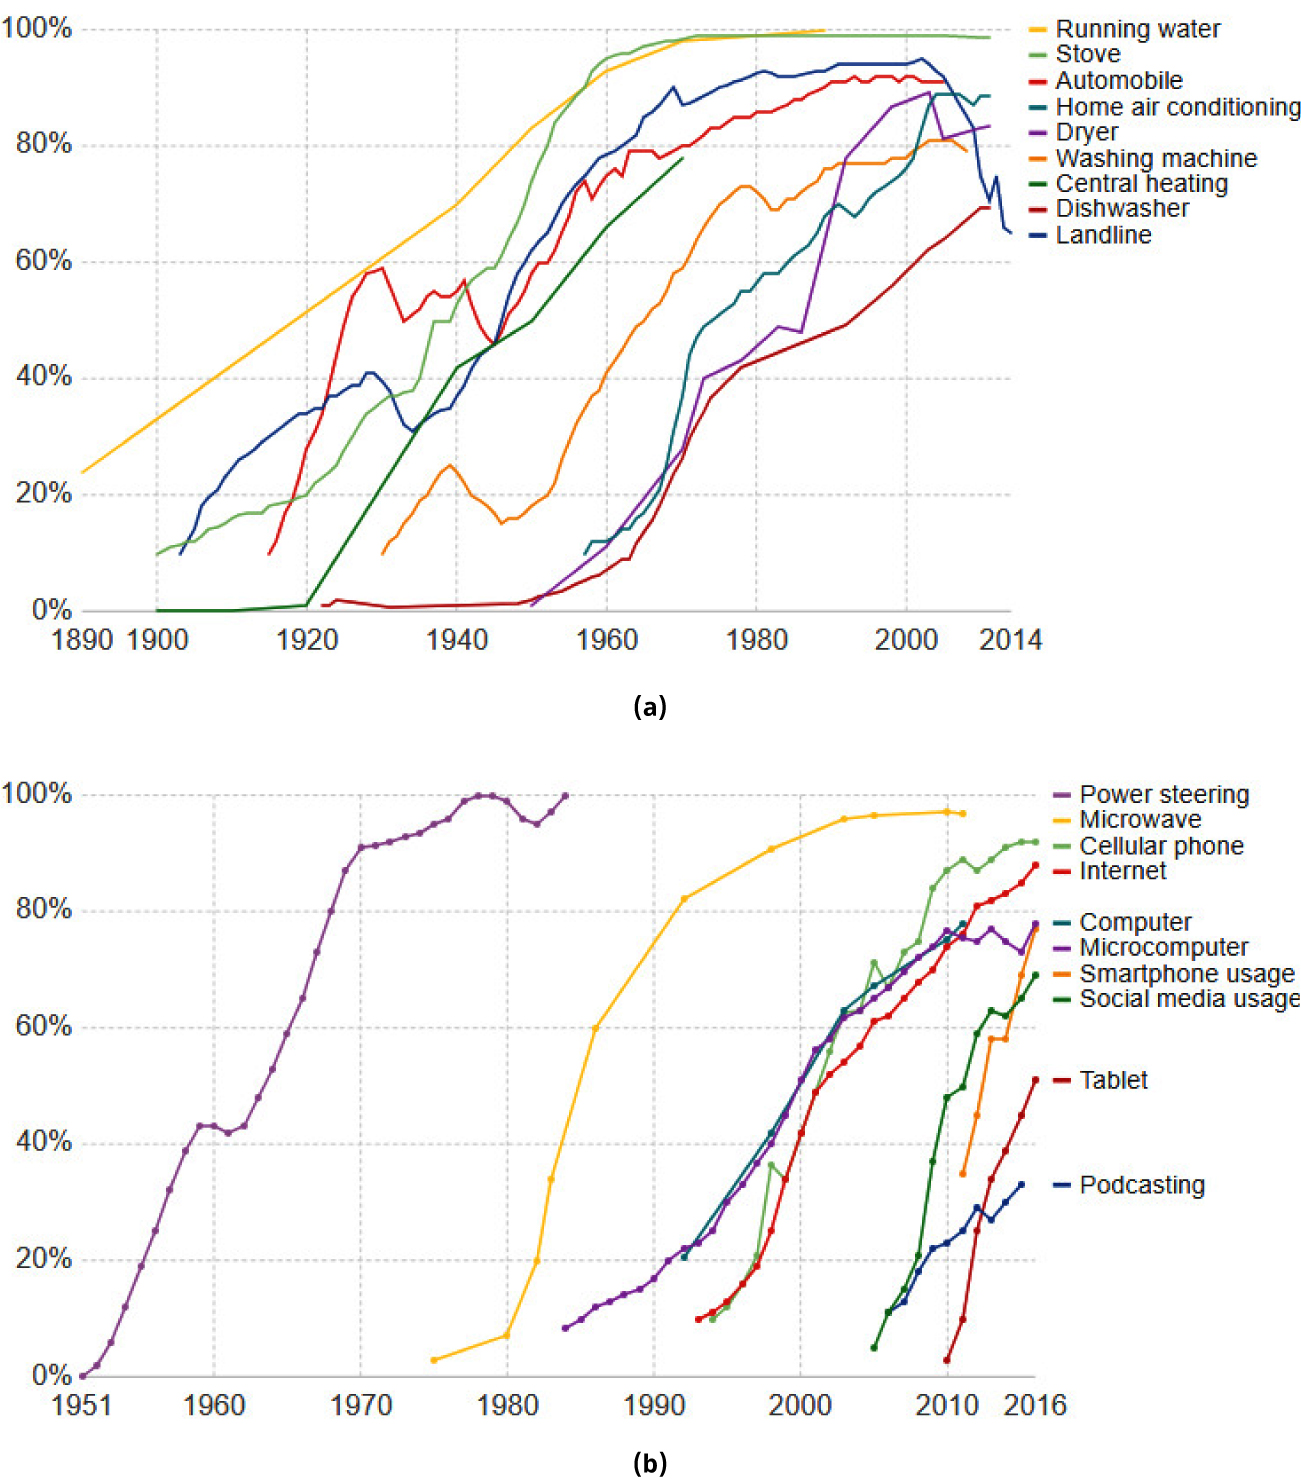 100%
80%
60%
40%
20%
0%
1890 1900 1920 1940 1960 1980 2000 2014
Running water
Stove
Automobile
Home air conditioning
Dryer
Washing machine
Central heating
Dishwasher
Landline
(a)
100%
80%
60%
40%
20%
0%
1951 1960 1970 1980 1990 2000 2010 2016
Power steering
Microwave
Cellular phone
Internet
Computer
Microcomputer
Smartphone usage
Social media usage
Tablet
Podcasting
(b)